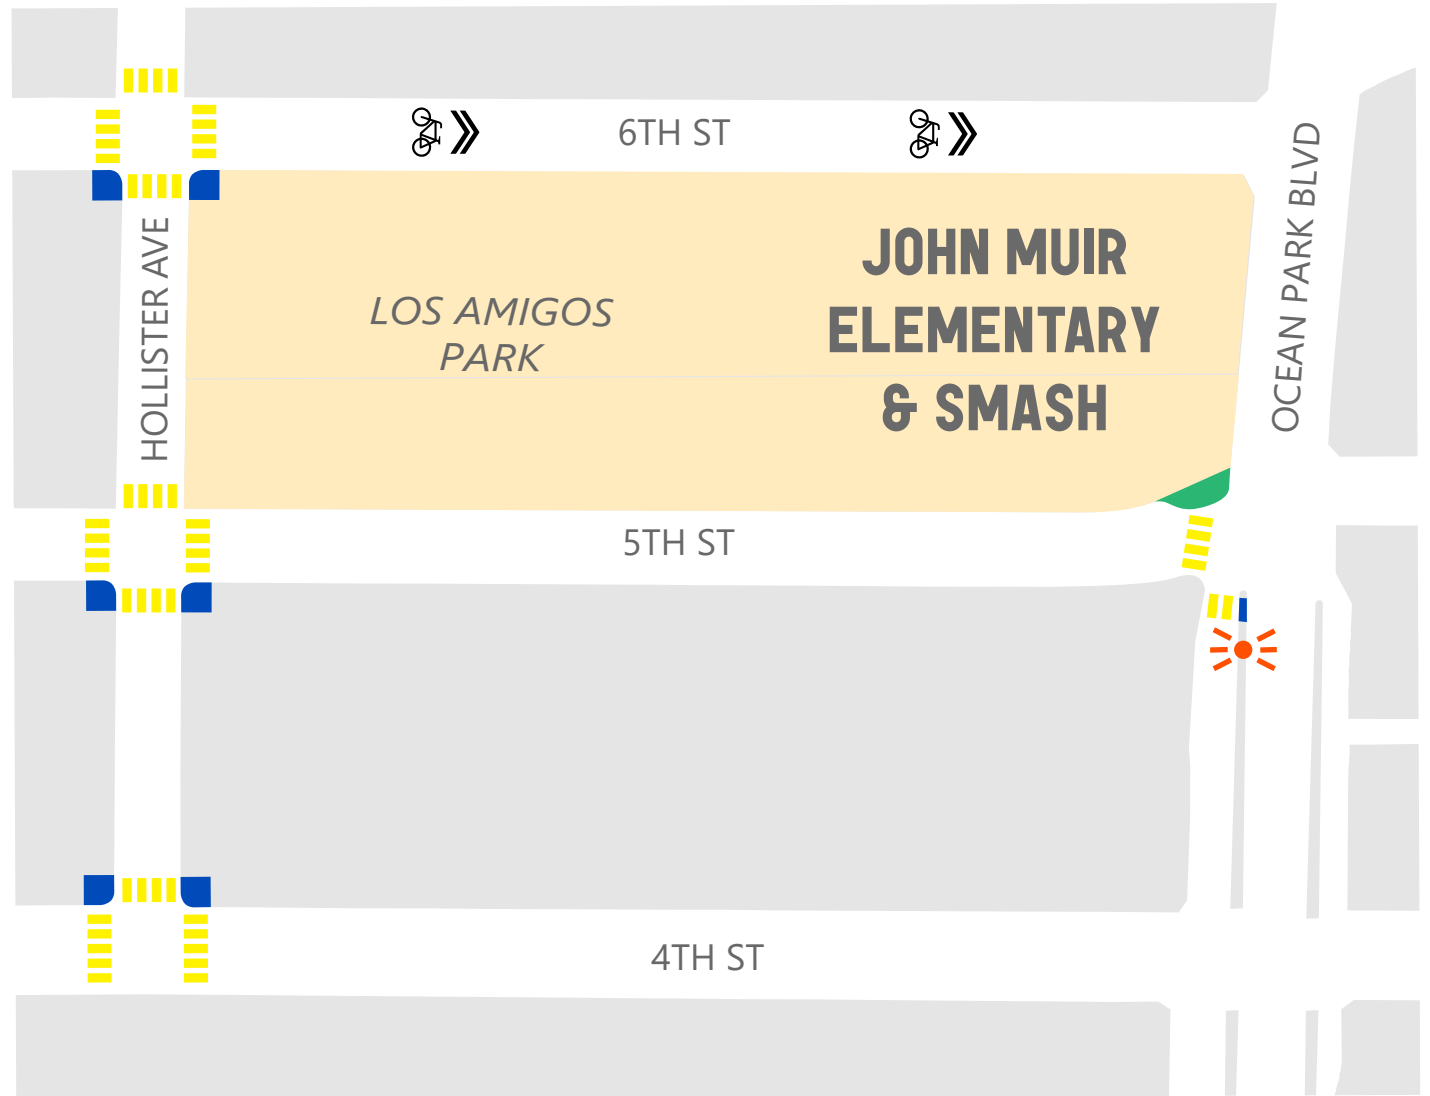 6TH ST
HOLLISTER AVE
LOS AMIGOS
PARK
JOHN MUIR
ELEMENTARY
& SMASH
OCEAN PARK BLVD
5TH ST
4TH ST